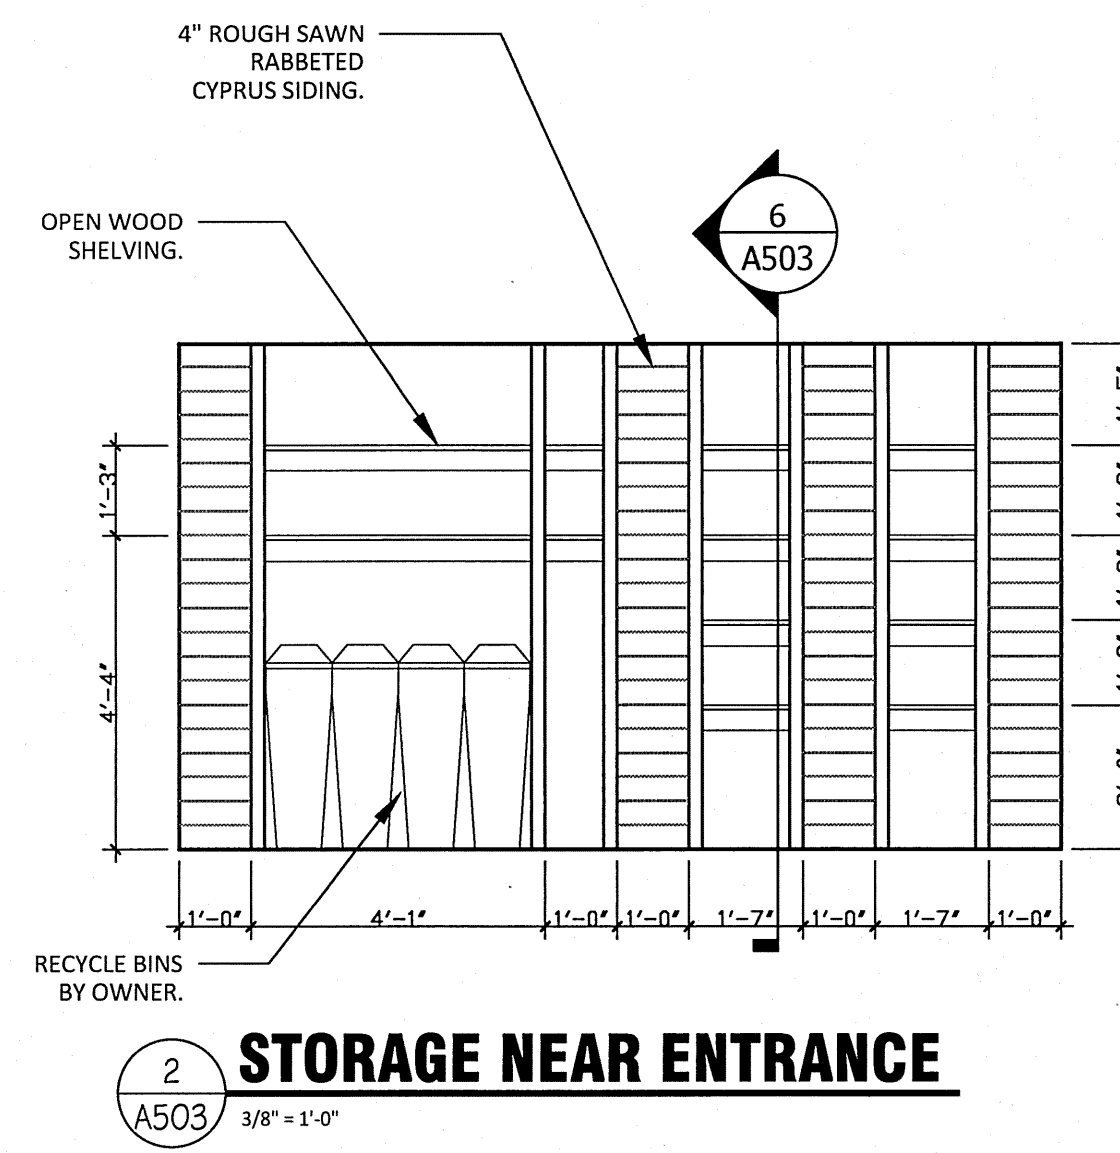 4" ROUGH SAWN
RABBETED
CYPRUS SIDING.
6
A503
OPEN WOOD
SHELVING.
1'-3"
4'-4"
1'-0" 4'-1" 1'-0" 1'-0" 1'-7" 1'-0" 1'-7" 1'-0"
RECYCLE BINS
BY OWNER.
2
A503
STORAGE NEAR ENTRANCE
3/8" = 1'-0"